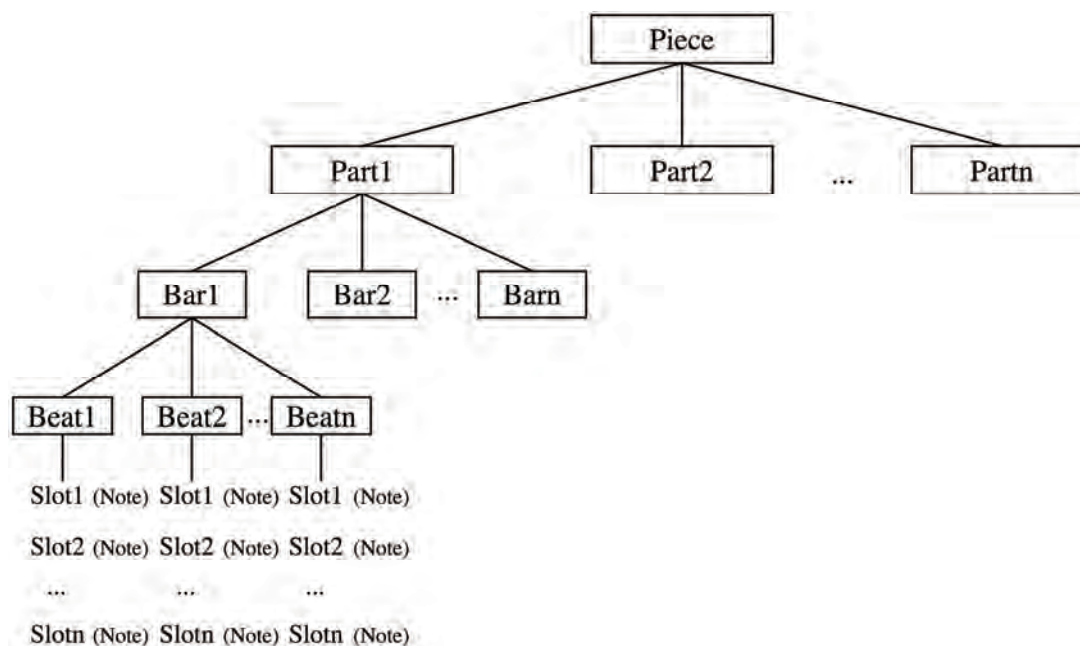 Piece
Part1 Part2 ... Partn
Bar1 Bar2 ... Barn
Beat1 Beat2 ... Beatn
Slot1 (Note) Slot1 (Note) Slot1 (Note)
Slot2 (Note) Slot2 (Note) Slot2 (Note)
... ... ...
Slotn (Note) Slotn (Note) Slotn (Note)